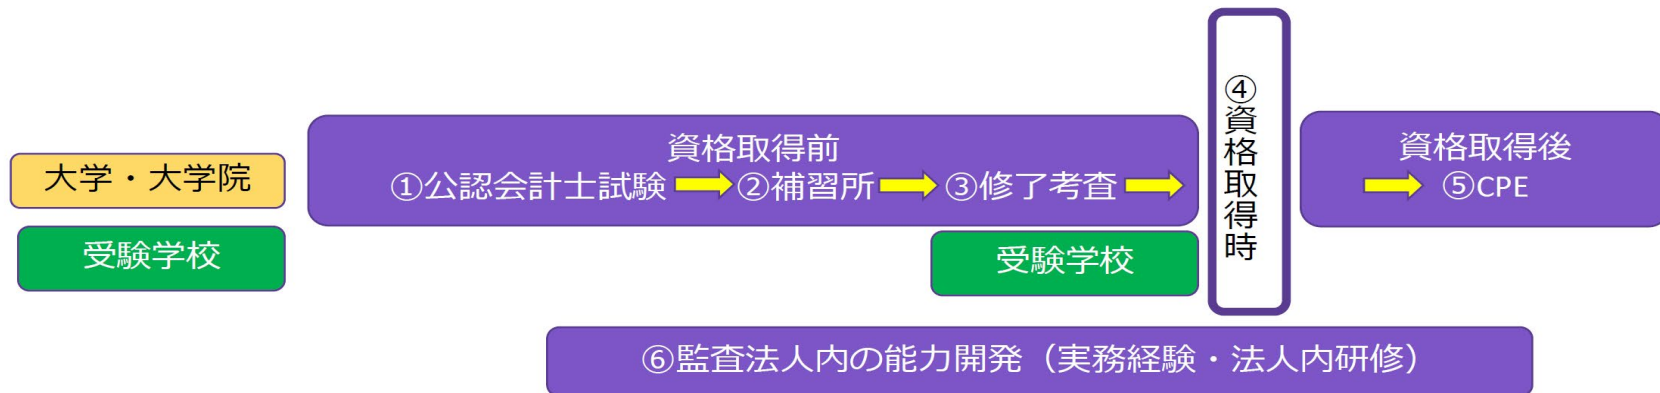 大学・大学院
受験学校
資格取得前
①公認会計士試験 ②補習所 ③修了考査
受験学校
④資格取得時
資格取得後
⑤CPE
⑥監査法人内の能力開発（実務経験・法人内研修）